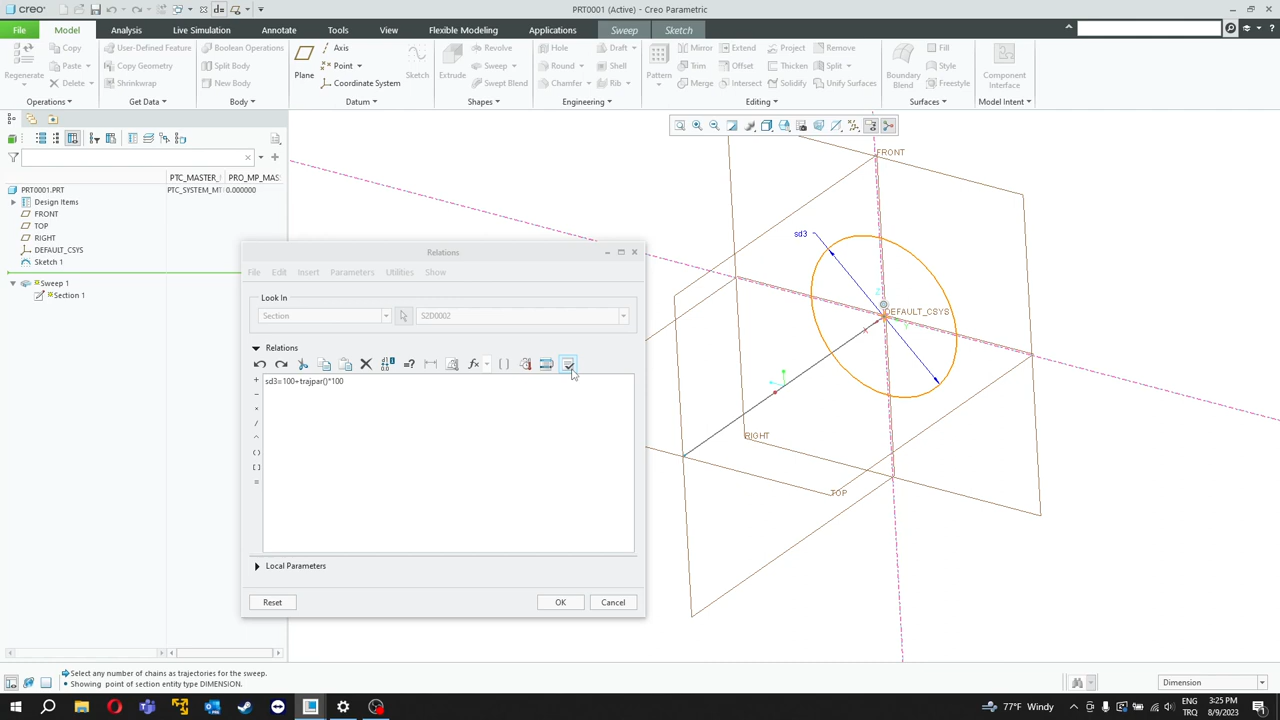 creo
PRT0001 (Active) - Creo Parametric
File Model Analysis Live Simulation Annotate Tools View Flexible Modeling Applications Sweep Sketch
Regenerate
Copy
Paste
Delete
Operations
User-Defined Feature
Copy Geometry
Shrinkwrap
Get Data
Boolean Operations
Split Body
New Body
Body
Plane
Axis
Point
Coordinate System
Sketch
Datum
Extrude
Revolve
Sweep
Swept Blend
Shapes
Hole
Round
Chamfer
Draft
Shell
Rib
Engineering
Pattern
Mirror
Trim
Merge
Extend
Offset
Intersect
Project
Thicken
Solidify
Remove
Split
Unify Surfaces
Editing
Boundary Blend
Fill
Style
Freestyle
Surfaces
Component Interface
Model Intent
PTC_MASTER_ PRO_MP_MAS
PRT0001.PRT PTC_SYSTEM_MT 0.000000
Design Items
FRONT
TOP
RIGHT
DEFAULT_CSYS
Sketch 1
Sweep 1
Section 1
Relations
File Edit Insert Parameters Utilities Show
Look In
Section S2D0002
Relations
sd3=100+trajpar()*100
Local Parameters
Reset OK Cancel
FRONT
sd3
Z
DEFAULT_CSYS
X
Y
RIGHT
TOP
Select any number of chains as trajectories for the sweep.
Showing point of section entity type DIMENSION.
Dimension
77°F Windy
ENG
TRQ
3:25 PM
8/9/2023